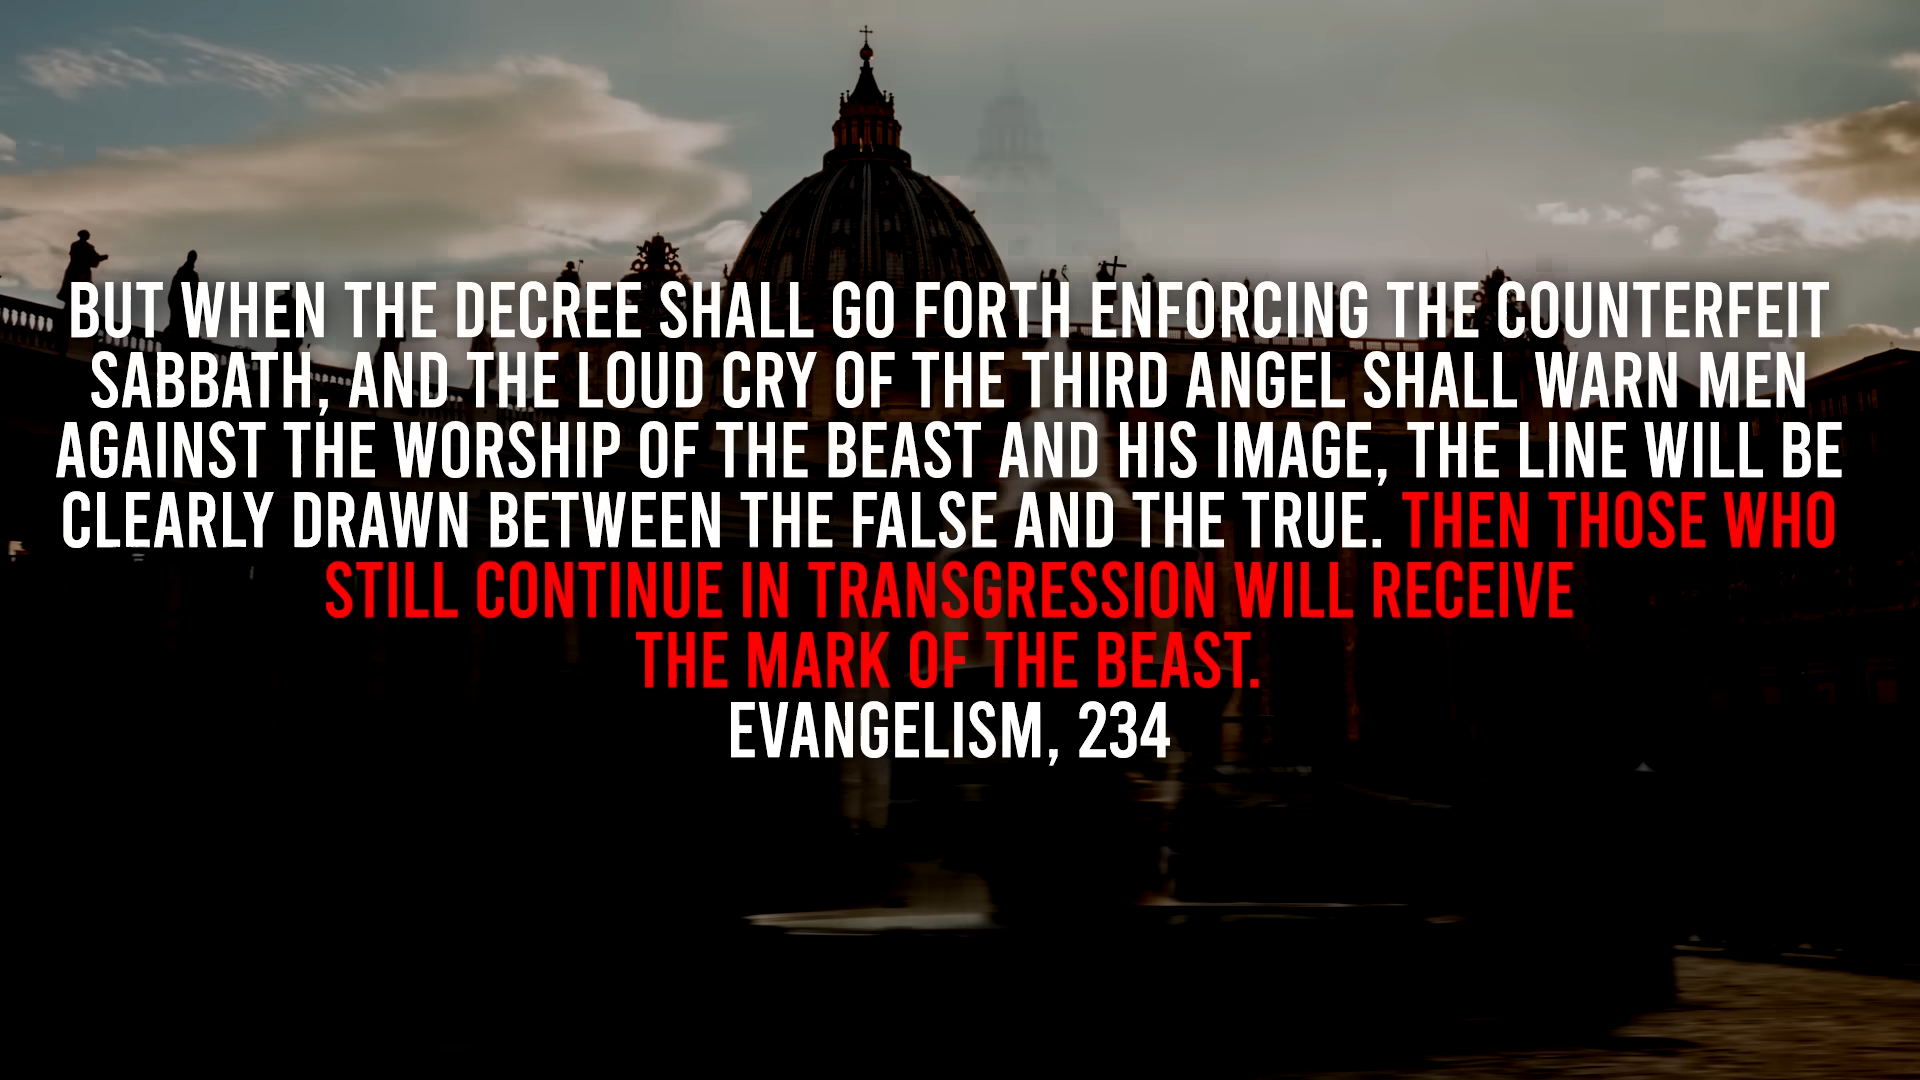 BUT WHEN THE DECREE SHALL GO FORTH ENFORCING THE COUNTERFEIT
SABBATH, AND THE LOUD CRY OF THE THIRD ANGEL SHALL WARN MEN
AGAINST THE WORSHIP OF THE BEAST AND HIS IMAGE, THE LINE WILL BE
CLEARLY DRAWN BETWEEN THE FALSE AND THE TRUE. THEN THOSE WHO
STILL CONTINUE IN TRANSGRESSION WILL RECEIVE
THE MARK OF THE BEAST.
EVANGELISM, 234